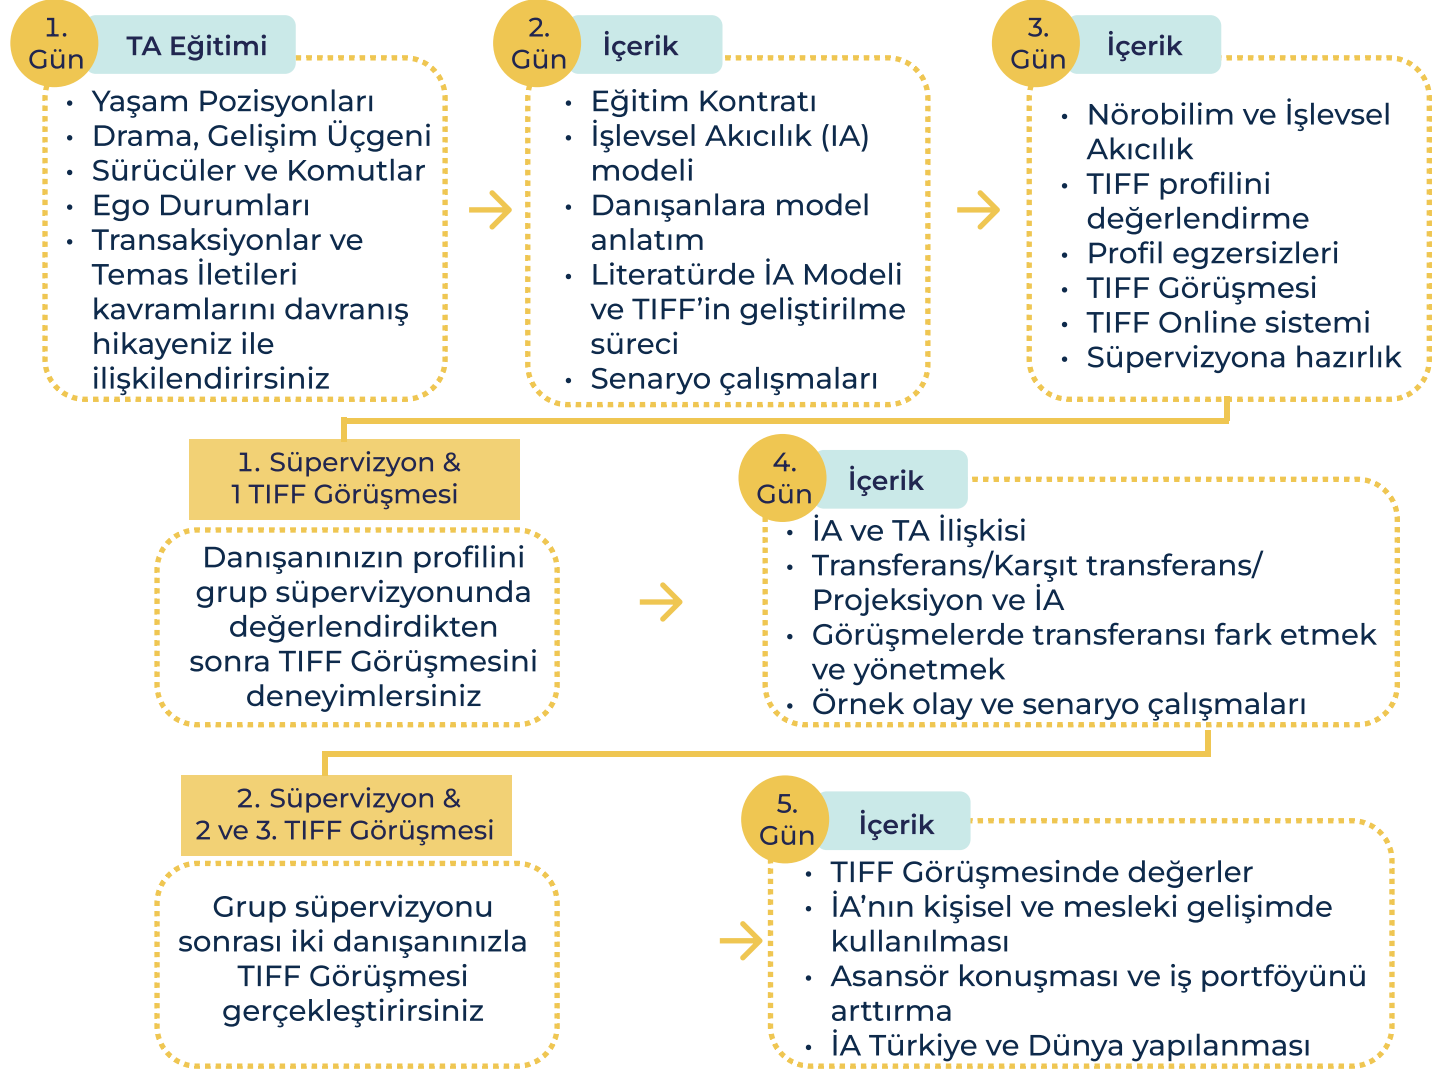 1.
Gün
TA Eğitimi
• Yaşam Pozisyonları
• Drama, Gelişim Üçgeni
• Sürücüler ve Komutlar
• Ego Durumları
• Transaksiyonlar ve
Temas İletileri
kavramlarını davranış
hikayeniz ile
ilişkilendirirsiniz
2.
Gün
İçerik
• Eğitim Kontratı
• İşlevsel Akıcılık (IA)
modeli
• Danışanlara model
anlatım
• Literatürde İA Modeli
ve TIFF’in geliştirilme
süreci
• Senaryo çalışmaları
3.
Gün
İçerik
• Nörobilim ve İşlevsel
Akıcılık
• TIFF profilini
değerlendirme
• Profil egzersizleri
• TIFF Görüşmesi
• TIFF Online sistemi
• Süpervizyona hazırlık
1. Süpervizyon &
1 TIFF Görüşmesi
Danışanınızın profilini
grup süpervizyonunda
değerlendirdikten
sonra TIFF Görüşmesini
deneyimlersiniz
4.
Gün
İçerik
• İA ve TA İlişkisi
• Transferans/Karşıt transferans/
Projeksiyon ve İA
• Görüşmelerde transferansı fark etmek
ve yönetmek
• Örnek olay ve senaryo çalışmaları
2. Süpervizyon &
2 ve 3. TIFF Görüşmesi
Grup süpervizyonu
sonrası iki danışanınızla
TIFF Görüşmesi
gerçekleştirirsiniz
5.
Gün
İçerik
• TIFF Görüşmesinde değerler
• İA’nın kişisel ve mesleki gelişimde
kullanılması
• Asansör konuşması ve iş portföyünü
arttırma
• İA Türkiye ve Dünya yapılanması